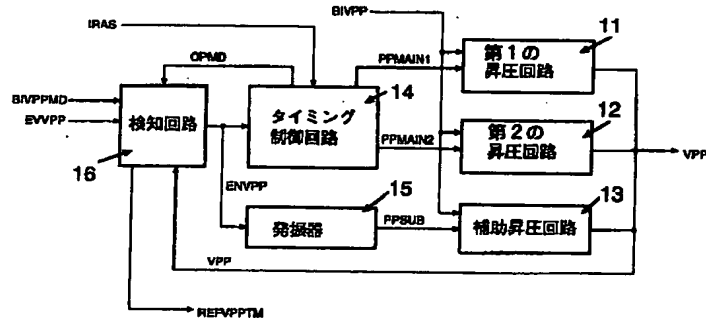 IRAS
BIVPP
11
第1の
昇圧回路
OPMD
PPMAIN1
BIVPPMD
EVVPP
検知回路
16
タイミング
制御回路
14
12
第2の
昇圧回路
PPMAIN2
VPP
ENVPP
15
発振器
PPSUB
13
補助昇圧回路
VPP
REFVPPTM